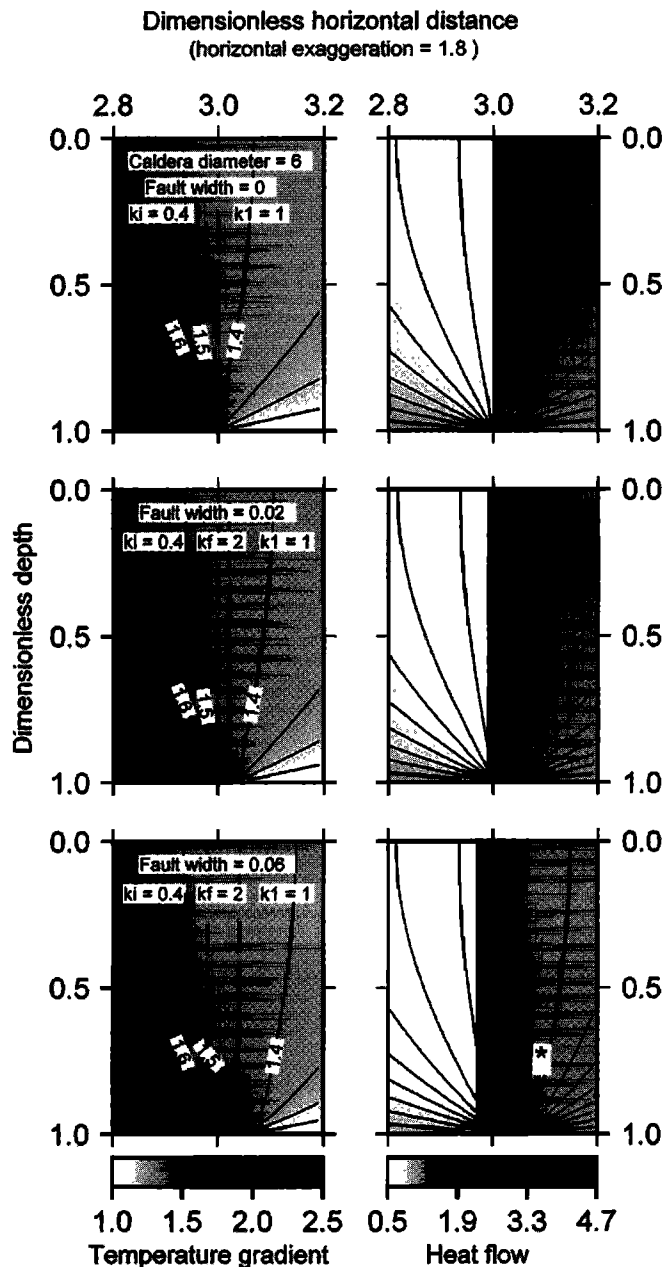 Dimensionless horizontal distance
(horizontal exaggeration = 1.8 )
2.8 3.0 3.2 2.8 3.0 3.2
0.0 0.0
Caldera diameter = 6
Fault width = 0
ki = 0.4 k1 = 1
0.5 0.5
1.6 1.5 1.4
1.0 1.0
0.0 0.0
Fault width = 0.02
ki = 0.4 kf = 2 k1 = 1
Dimensionless depth
0.5 0.5
1.6 1.5 1.4
1.0 1.0
0.0 0.0
Fault width = 0.06
ki = 0.4 kf = 2 k1 = 1
0.5 0.5
1.6 1.5 1.4 *
1.0 1.0
1.0 1.5 2.0 2.5 0.5 1.9 3.3 4.7
Temperature gradient Heat flow